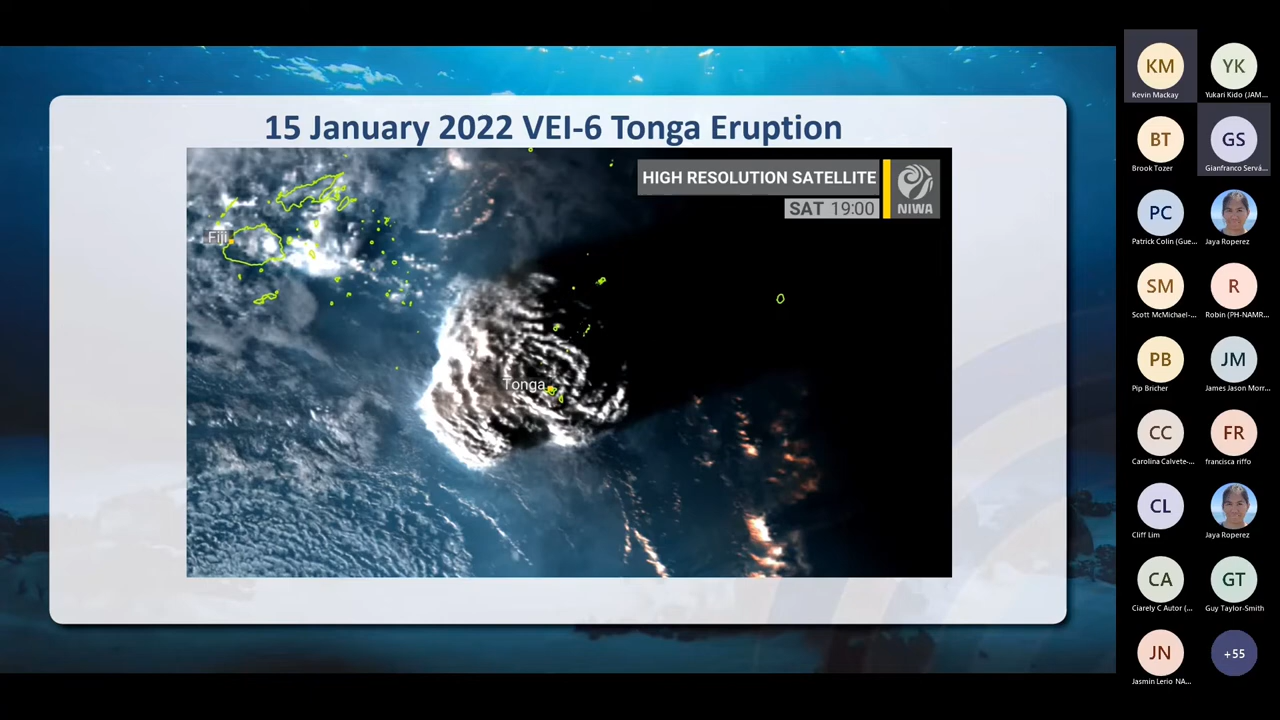 15 January 2022 VEI-6 Tonga Eruption
HIGH RESOLUTION SATELLITE
SAT 19:00
NIWA
Fiji
Tonga
KM
Kevin Mackay
YK
Yukari Kido (JAM...
BT
Brook Tozer
GS
Gianfranco Servá...
PC
Patrick Colin (Gue...
Jaya Roperez
SM
Scott McMichael-...
R
Robin (PH-NAMR...
PB
Pip Bricher
JM
James Jason Morr...
CC
Carolina Calvete-...
FR
francisca riffo
CL
Cliff Lim
Jaya Roperez
CA
Ciarely C Autor (...
GT
Guy Taylor-Smith
JN
Jasmin Lerio NA...
+55